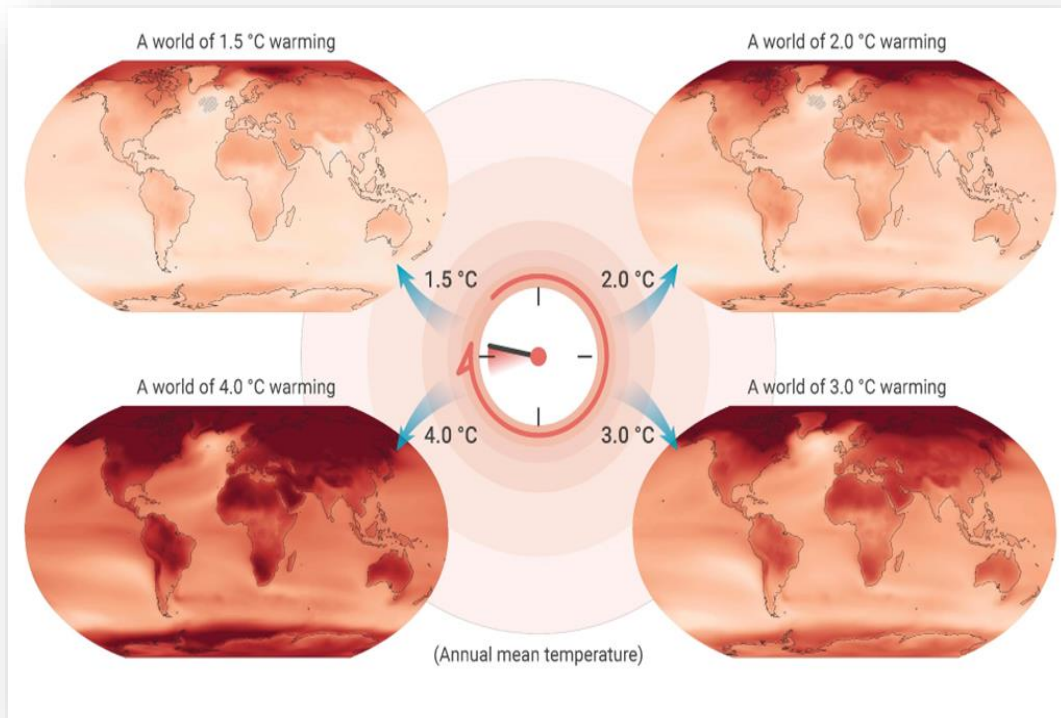 A world of 1.5 °C warming
A world of 2.0 °C warming
1.5 °C
2.0 °C
A world of 4.0 °C warming
A world of 3.0 °C warming
4.0 °C
3.0 °C
(Annual mean temperature)